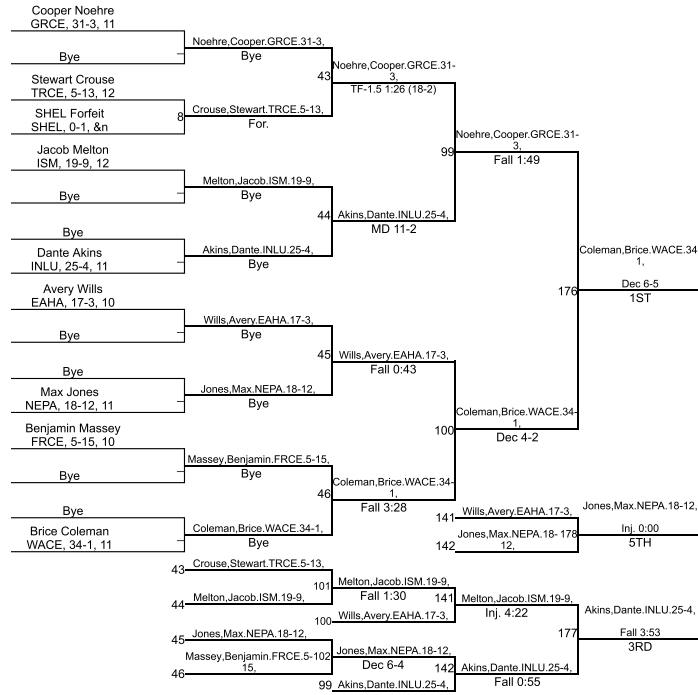 Cooper Noehre
GRCE, 31-3, 11
Noehre,Cooper.GRCE.31-3,
Bye
Bye
43
Noehre,Cooper.GRCE.31-
3,
TF-1.5 1:26 (18-2)
Stewart Crouse
TRCE, 5-13, 12
Crouse,Stewart.TRCE.5-13,
8
For.
SHEL Forfeit
SHEL, 0-1, &n
99
Noehre,Cooper.GRCE.31-
3,
Fall 1:49
Jacob Melton
ISM, 19-9, 12
Melton,Jacob.ISM.19-9,
Bye
Bye
44
Akins,Dante.INLU.25-4,
MD 11-2
Bye
Akins,Dante.INLU.25-4,
Bye
Dante Akins
INLU, 25-4, 11
176
Coleman,Brice.WACE.34-
1,
Dec 6-5
1ST
Avery Wills
EAHA, 17-3, 10
Wills,Avery.EAHA.17-3,
Bye
Bye
45
Wills,Avery.EAHA.17-3,
Fall 0:43
Bye
Jones,Max.NEPA.18-12,
Bye
Max Jones
NEPA, 18-12, 11
100
Coleman,Brice.WACE.34-
1,
Dec 4-2
Benjamin Massey
FRCE, 5-15, 10
Massey,Benjamin.FRCE.5-15,
Bye
Bye
46
Coleman,Brice.WACE.34-
1,
Fall 3:28
Bye
Coleman,Brice.WACE.34-1,
Bye
Brice Coleman
WACE, 34-1, 11
141
Wills,Avery.EAHA.17-3,
142
Jones,Max.NEPA.18-
12,
178
Jones,Max.NEPA.18-12,
Inj. 0:00
5TH
43
Crouse,Stewart.TRCE.5-13,
44
Melton,Jacob.ISM.19-9,
101
Melton,Jacob.ISM.19-9,
Fall 1:30
100
Wills,Avery.EAHA.17-3,
141
Melton,Jacob.ISM.19-9,
Inj. 4:22
45
Jones,Max.NEPA.18-12,
46
Massey,Benjamin.FRCE.5-
15,
102
Jones,Max.NEPA.18-12,
Dec 6-4
99
Akins,Dante.INLU.25-4,
142
Akins,Dante.INLU.25-4,
Fall 0:55
177
Akins,Dante.INLU.25-4,
Fall 3:53
3RD